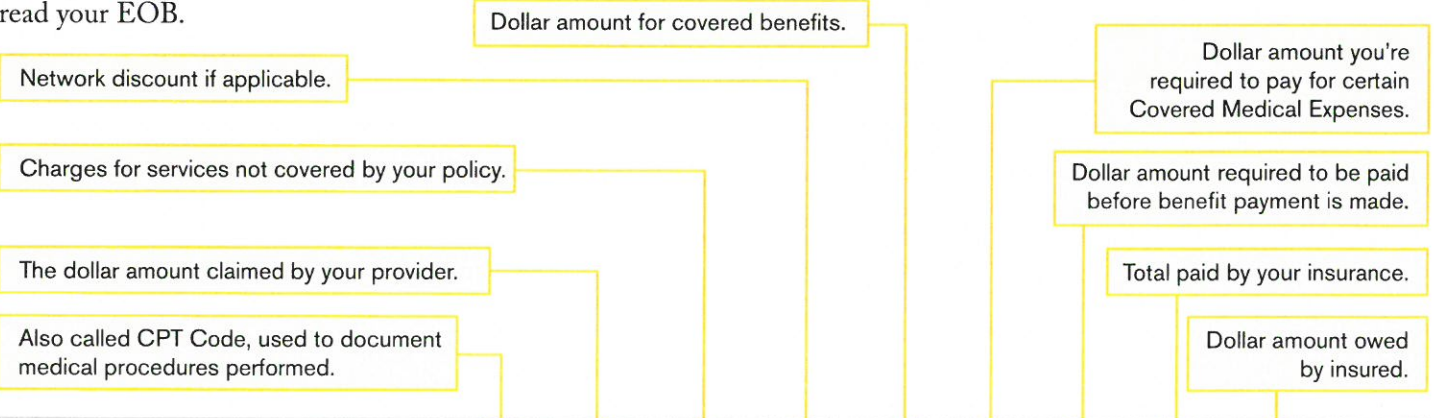 read your EOB.
Dollar amount for covered benefits.
Network discount if applicable.
Dollar amount you're
required to pay for certain
Covered Medical Expenses.
Charges for services not covered by your policy.
Dollar amount required to be paid
before benefit payment is made.
The dollar amount claimed by your provider.
Total paid by your insurance.
Also called CPT Code, used to document
medical procedures performed.
Dollar amount owed
by insured.